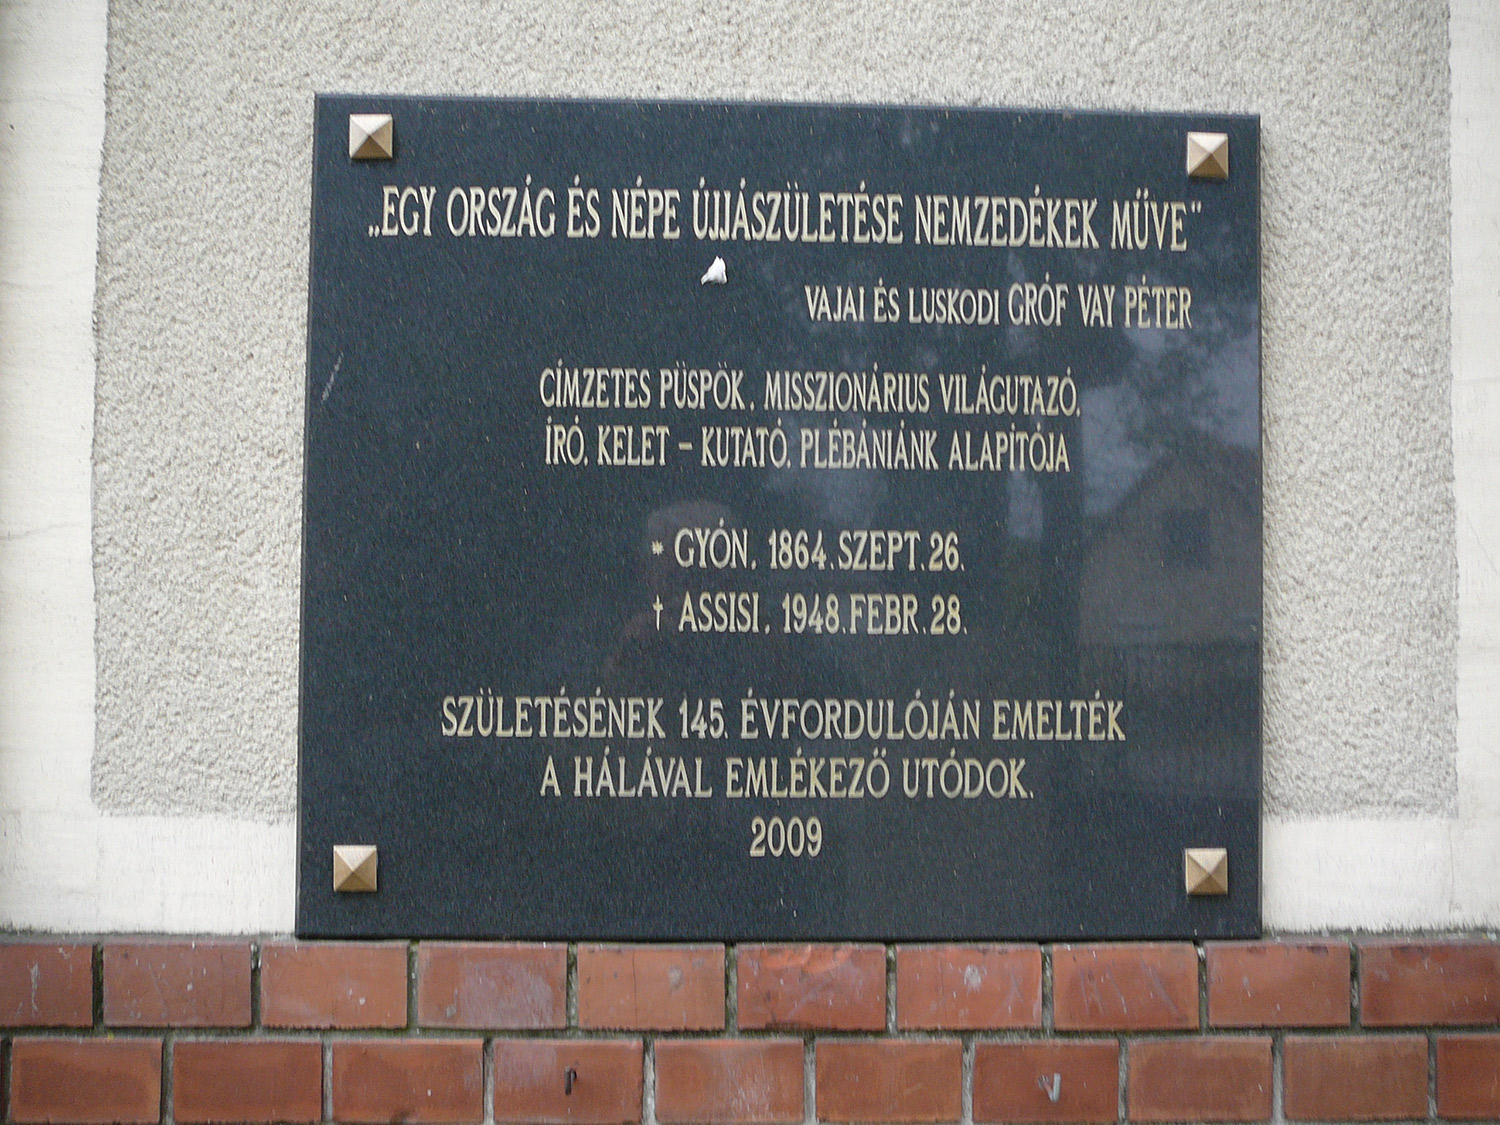 „EGY ORSZÁG ÉS NÉPE ÚJJÁSZÜLETÉSE NEMZEDÉKEK MŰVE"
VAJAI ÉS LUSKODI GRÓF VAY PÉTER
CÍMZETES PÜSPÖK, MISSZIONÁRIUS VILÁGUTAZÓ,
ÍRÓ, KELET - KUTATÓ, PLÉBÁNIÁNK ALAPÍTÓJA
* GYÓN, 1864.SZEPT.26.
† ASSISI, 1948.FEBR.28.
SZÜLETÉSÉNEK 145. ÉVFORDULÓJÁN EMELTÉK
A HÁLÁVAL EMLÉKEZŐ UTÓDOK.
2009